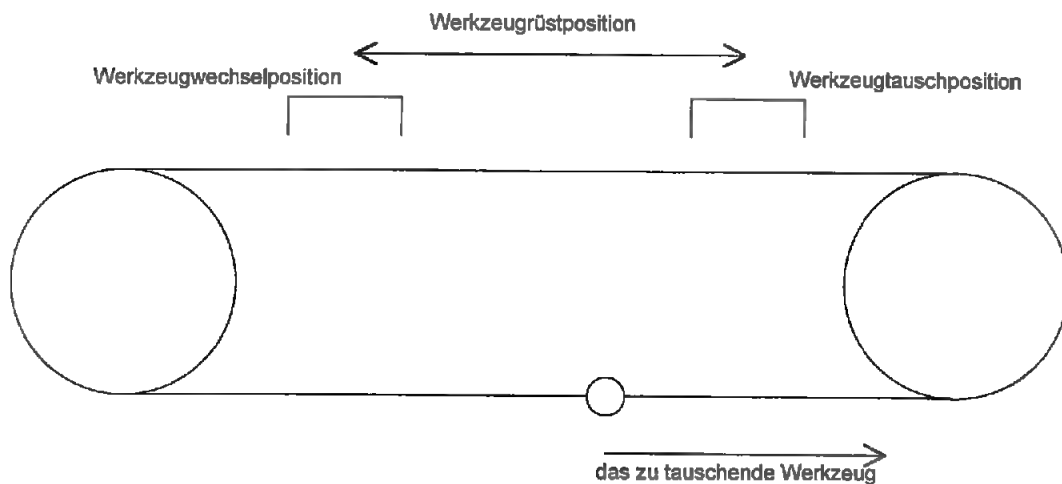 Werkzeugrüstposition
Werkzeugwechselposition
Werkzeugtauschposition
das zu tauschende Werkzeug